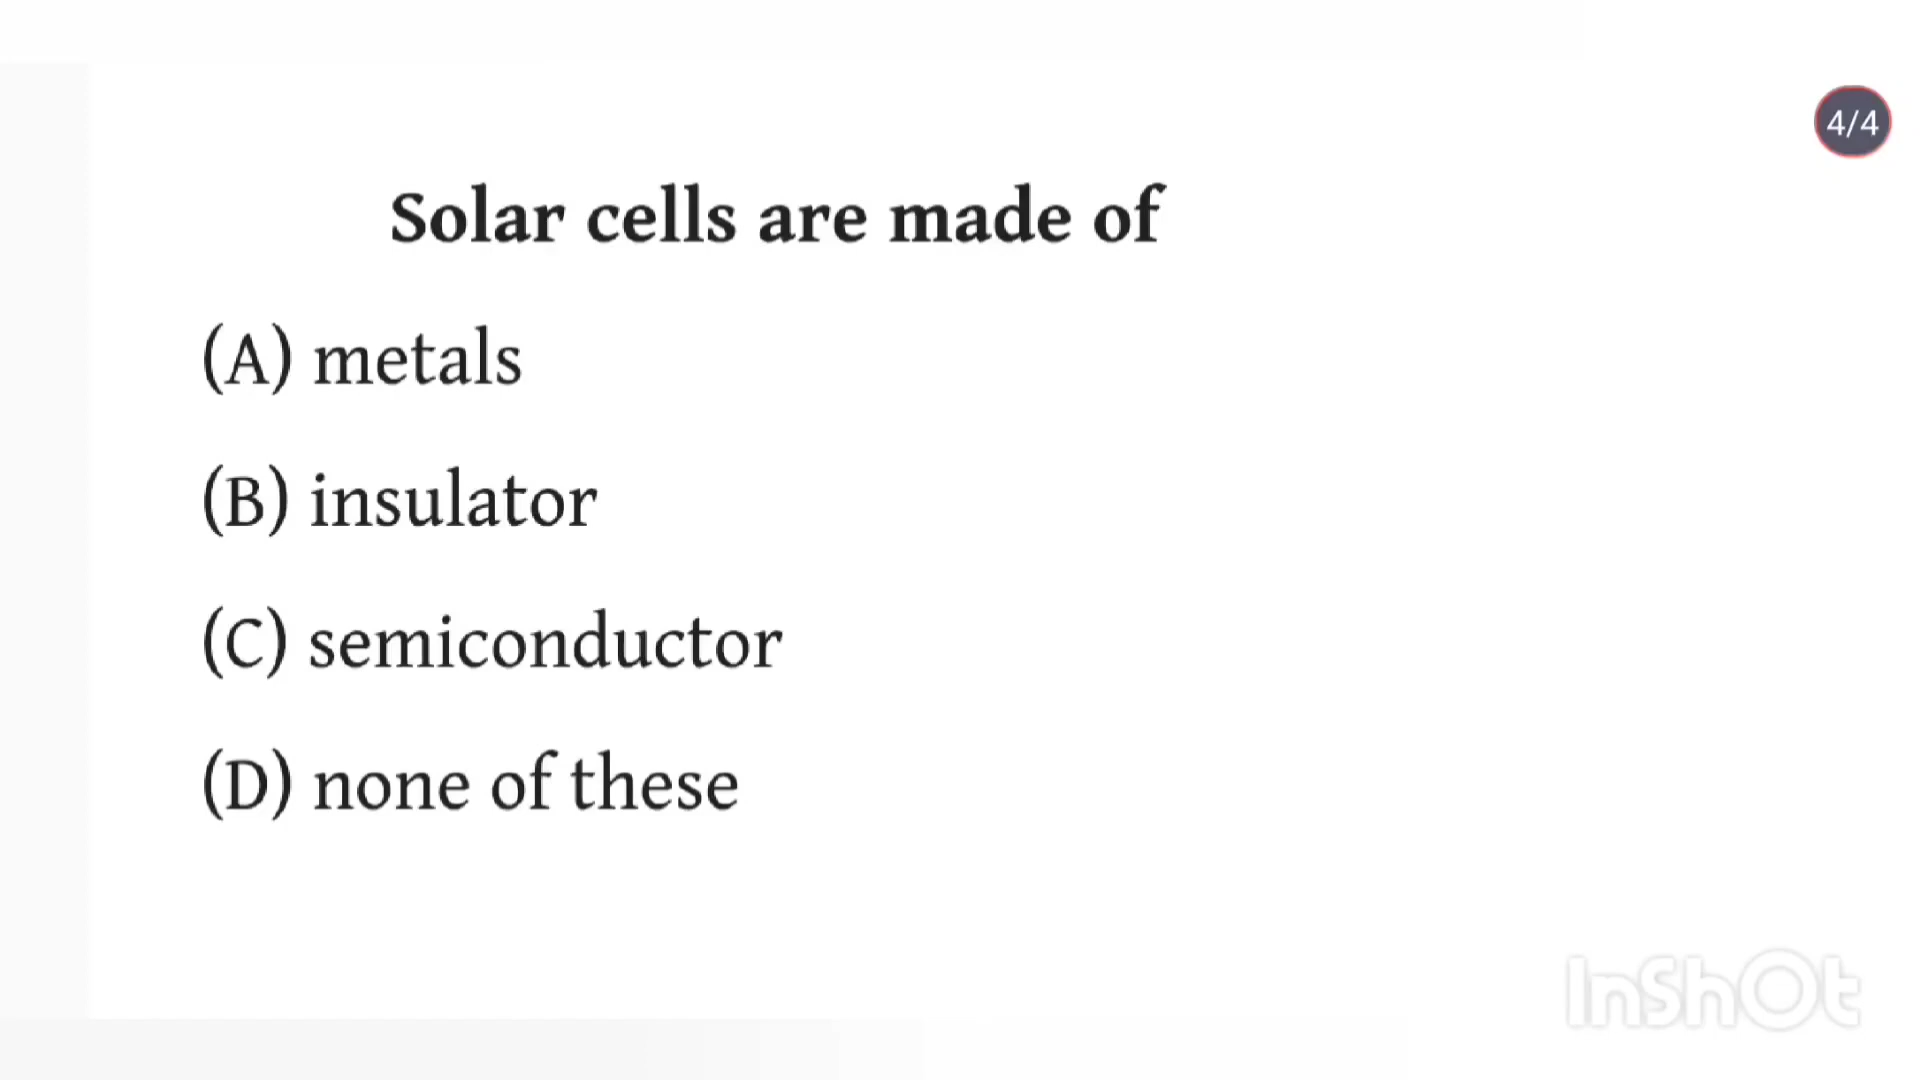 4/4
Solar cells are made of
(A) metals
(B) insulator
(C) semiconductor
(D) none of these
InShOt